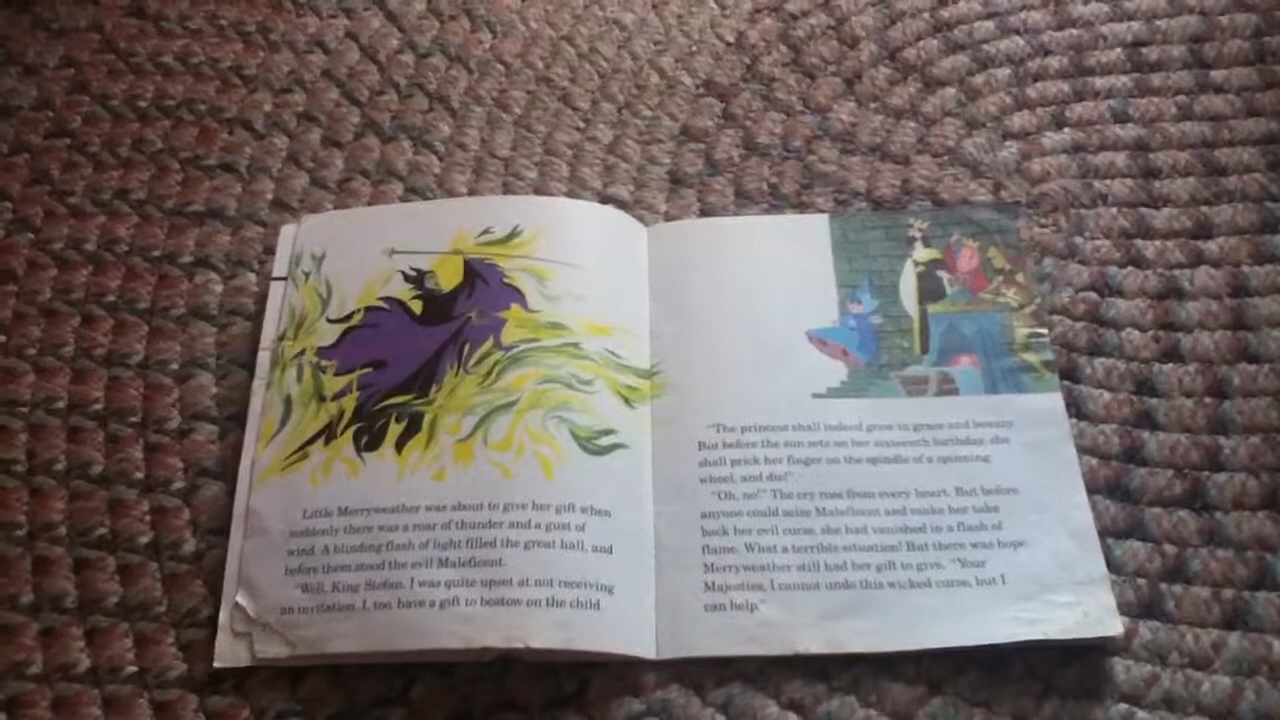 Little Merryweather was about to give her gift when
suddenly there was a roar of thunder and a gust of
wind. A blinding flash of light filled the great hall, and
before them stood the evil Maleficent.
"Well, King Stefan, I was quite upset at not receiving
an invitation. I, too, have a gift to bestow on the child.
"The princess shall indeed grow in grace and beauty.
But before the sun sets on her sixteenth birthday, she
shall prick her finger on the spindle of a spinning
wheel, and die!"
"Oh, no!" The cry rose from every heart. But before
anyone could seize Maleficent and make her take
back her evil curse, she had vanished in a flash of
flame. What a terrible situation! But there was hope.
Merryweather still had her gift to give. "Your
Majesties, I cannot undo this wicked curse, but I
can help."